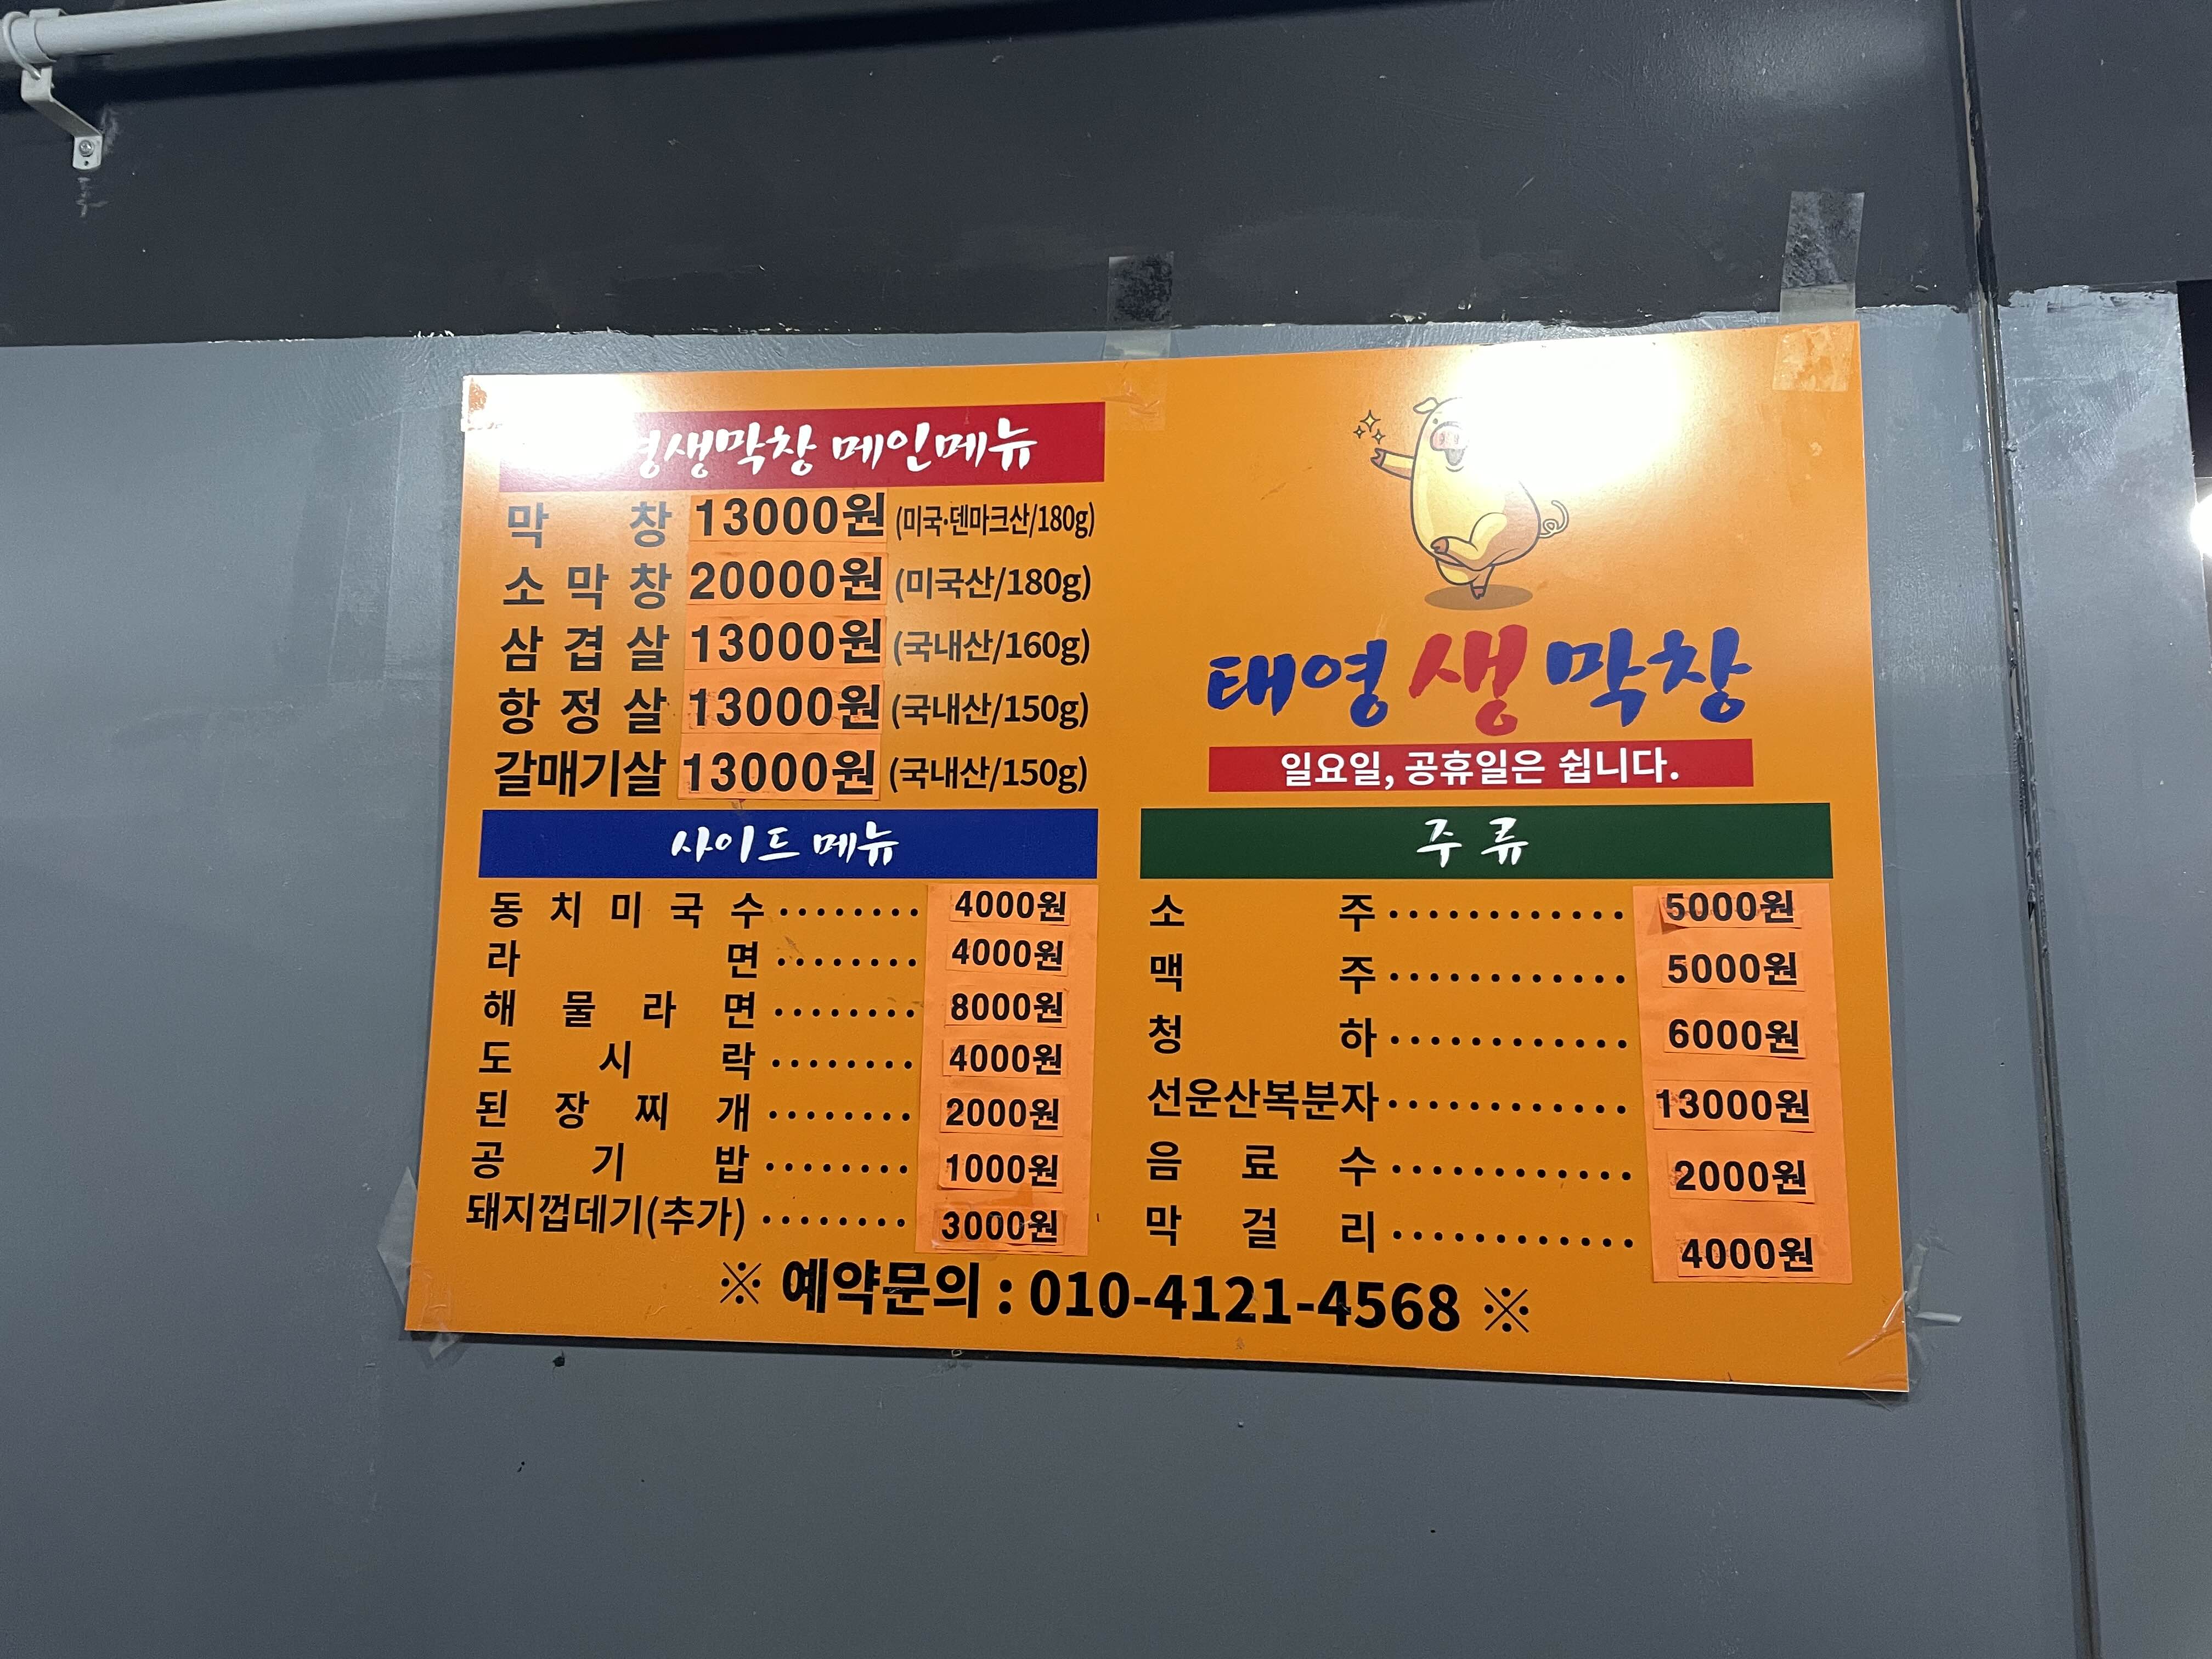 영생막창 메인메뉴
막창 13000원 (미국·덴마크산/180g)
소막창 20000원 (미국산/180g)
삼겹살 13000원 (국내산/160g)
항정살 13000원 (국내산/150g)
갈매기살 13000원 (국내산/150g)
태영생막창
일요일, 공휴일은 쉽니다.
사이드 메뉴
동치미국수 ········ 4000원
라면 ········ 4000원
해물라면 ········ 8000원
도시락 ········ 4000원
된장찌개 ········ 2000원
공기밥 ········ 1000원
돼지껍데기(추가) ········ 3000원
주류
소주 ············· 5000원
맥주 ············· 5000원
청하 ············· 6000원
선운산복분자 ············· 13000원
음료수 ············· 2000원
막걸리 ············· 4000원
※ 예약문의 : 010-4121-4568 ※